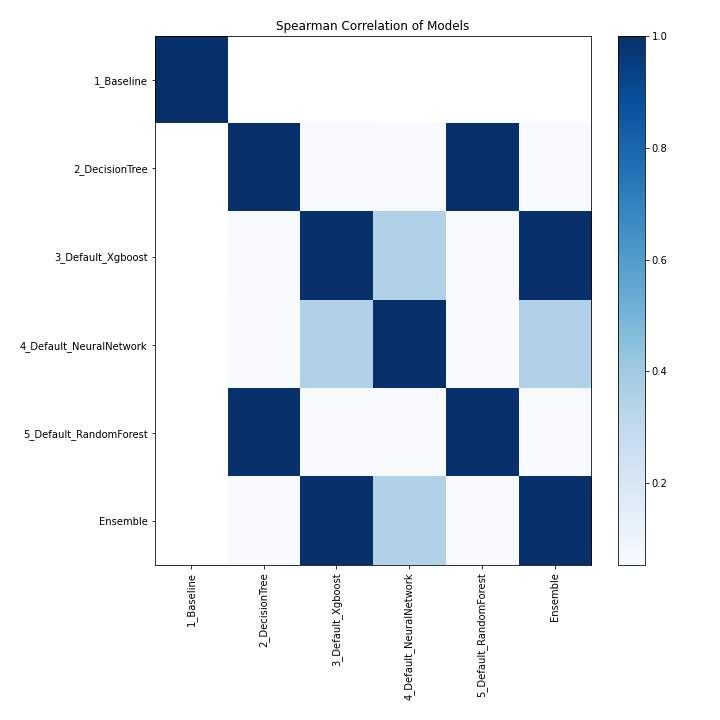 Spearman Correlation of Models
1_Baseline
2_DecisionTree
3_Default_Xgboost
4_Default_NeuralNetwork
5_Default_RandomForest
Ensemble
1_Baseline
2_DecisionTree
3_Default_Xgboost
4_Default_NeuralNetwork
5_Default_RandomForest
Ensemble
1.0
0.8
0.6
0.4
0.2